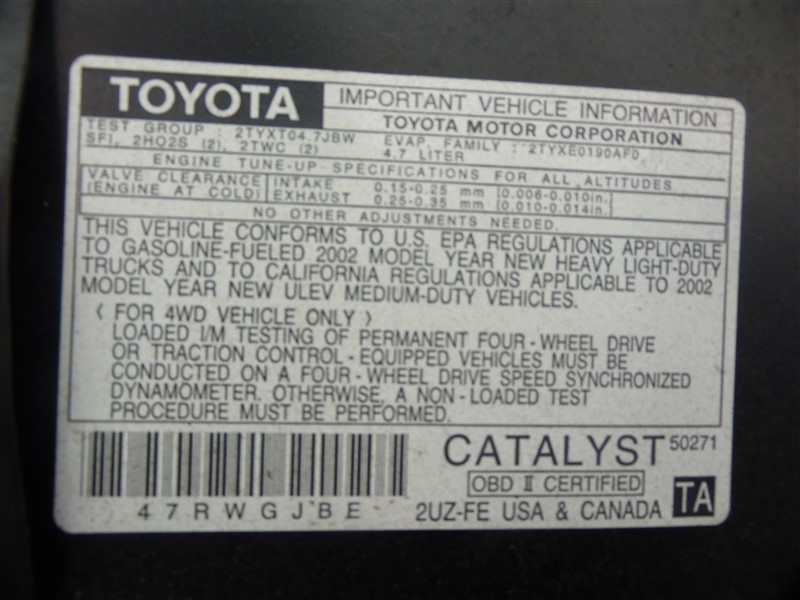 TOYOTA IMPORTANT VEHICLE INFORMATION
TOYOTA MOTOR CORPORATION
TEST GROUP : 2TYXT04.7JBW EVAP. FAMILY : 2TYXE0190AF0
SFI, 2HO2S (2), 2TWC (2) 4.7 LITER
ENGINE TUNE-UP SPECIFICATIONS FOR ALL ALTITUDES
VALVE CLEARANCE INTAKE 0.15-0.25 mm [0.006-0.010in.]
(ENGINE AT COLD) EXHAUST 0.25-0.35 mm [0.010-0.014in.]
NO OTHER ADJUSTMENTS NEEDED.
THIS VEHICLE CONFORMS TO U.S. EPA REGULATIONS APPLICABLE
TO GASOLINE-FUELED 2002 MODEL YEAR NEW HEAVY LIGHT-DUTY
TRUCKS AND TO CALIFORNIA REGULATIONS APPLICABLE TO 2002
MODEL YEAR NEW ULEV MEDIUM-DUTY VEHICLES.
( FOR 4WD VEHICLE ONLY )
LOADED I/M TESTING OF PERMANENT FOUR-WHEEL DRIVE
OR TRACTION CONTROL-EQUIPPED VEHICLES MUST BE
CONDUCTED ON A FOUR-WHEEL DRIVE SPEED SYNCHRONIZED
DYNAMOMETER. OTHERWISE, A NON-LOADED TEST
PROCEDURE MUST BE PERFORMED.
CATALYST 50271
OBD II CERTIFIED
47RWGJBE 2UZ-FE USA & CANADA TA